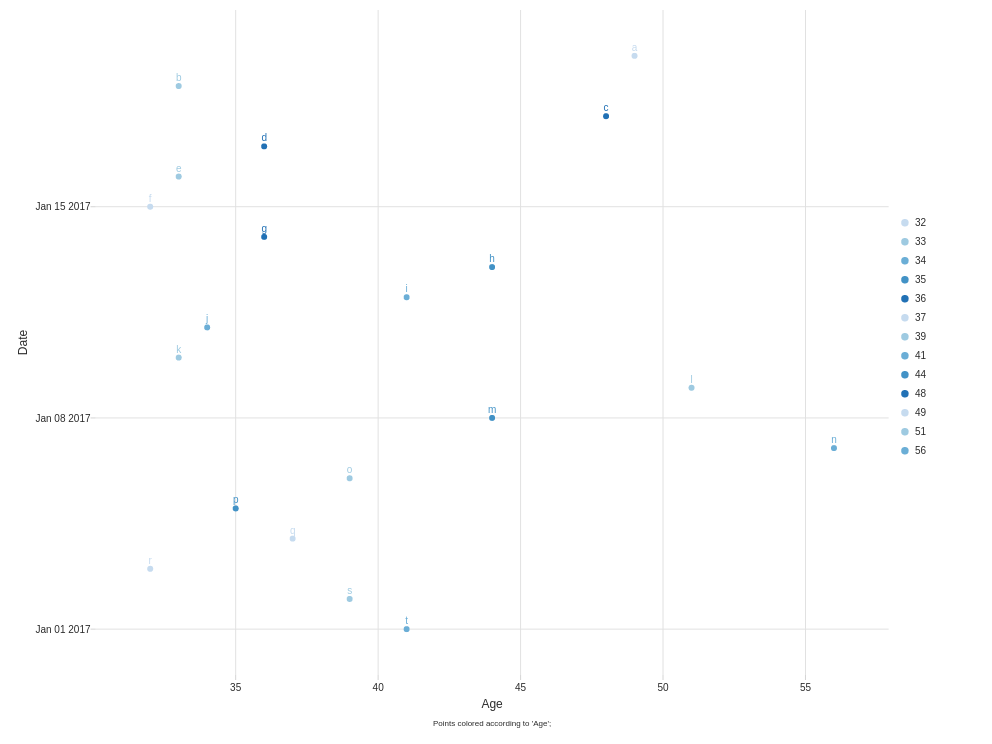 a
b
c
d
e
f
Jan 15 2017
g
h
i
j
k
l
m
Jan 08 2017
n
o
p
q
r
s
t
Jan 01 2017
Date
35
40
45
50
55
Age
Points colored according to 'Age';
32
33
34
35
36
37
39
41
44
48
49
51
56